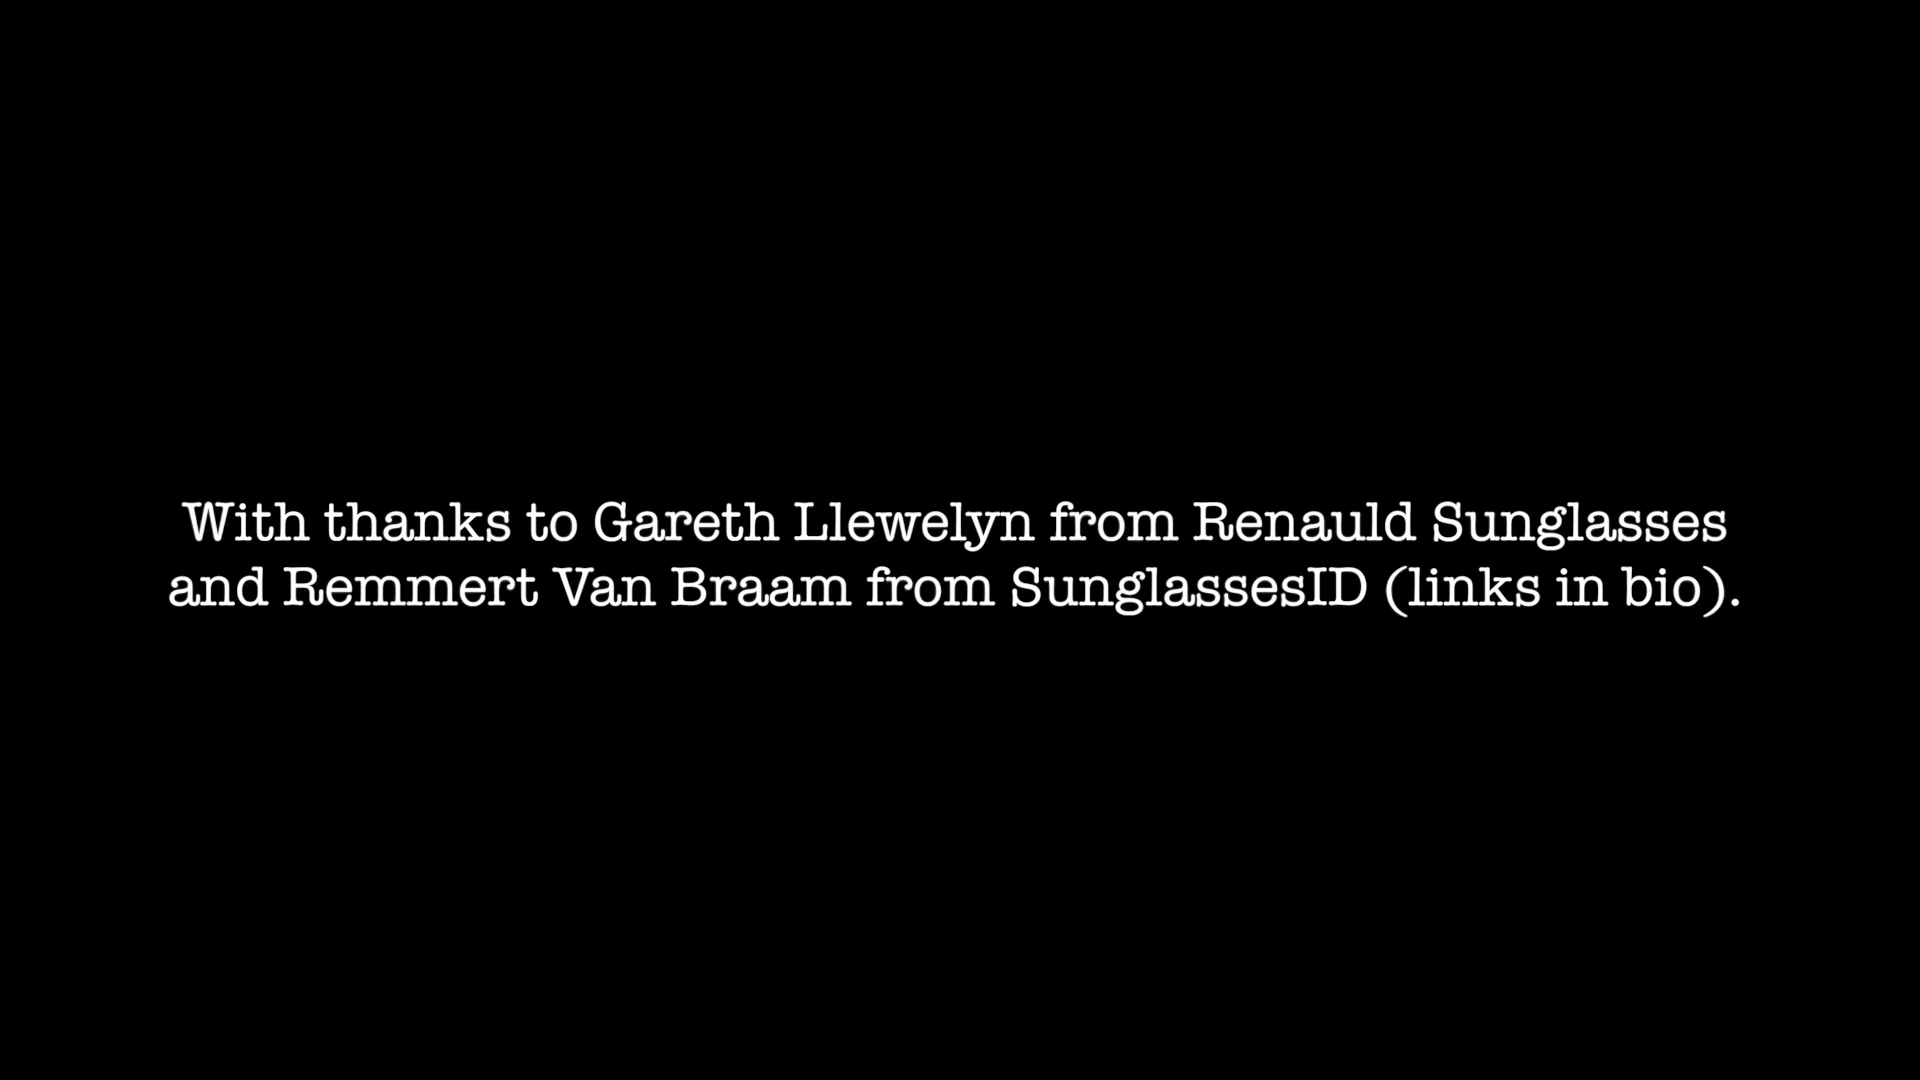 With thanks to Gareth Llewelyn from Renauld Sunglasses
and Remmert Van Braam from SunglassesID (links in bio).